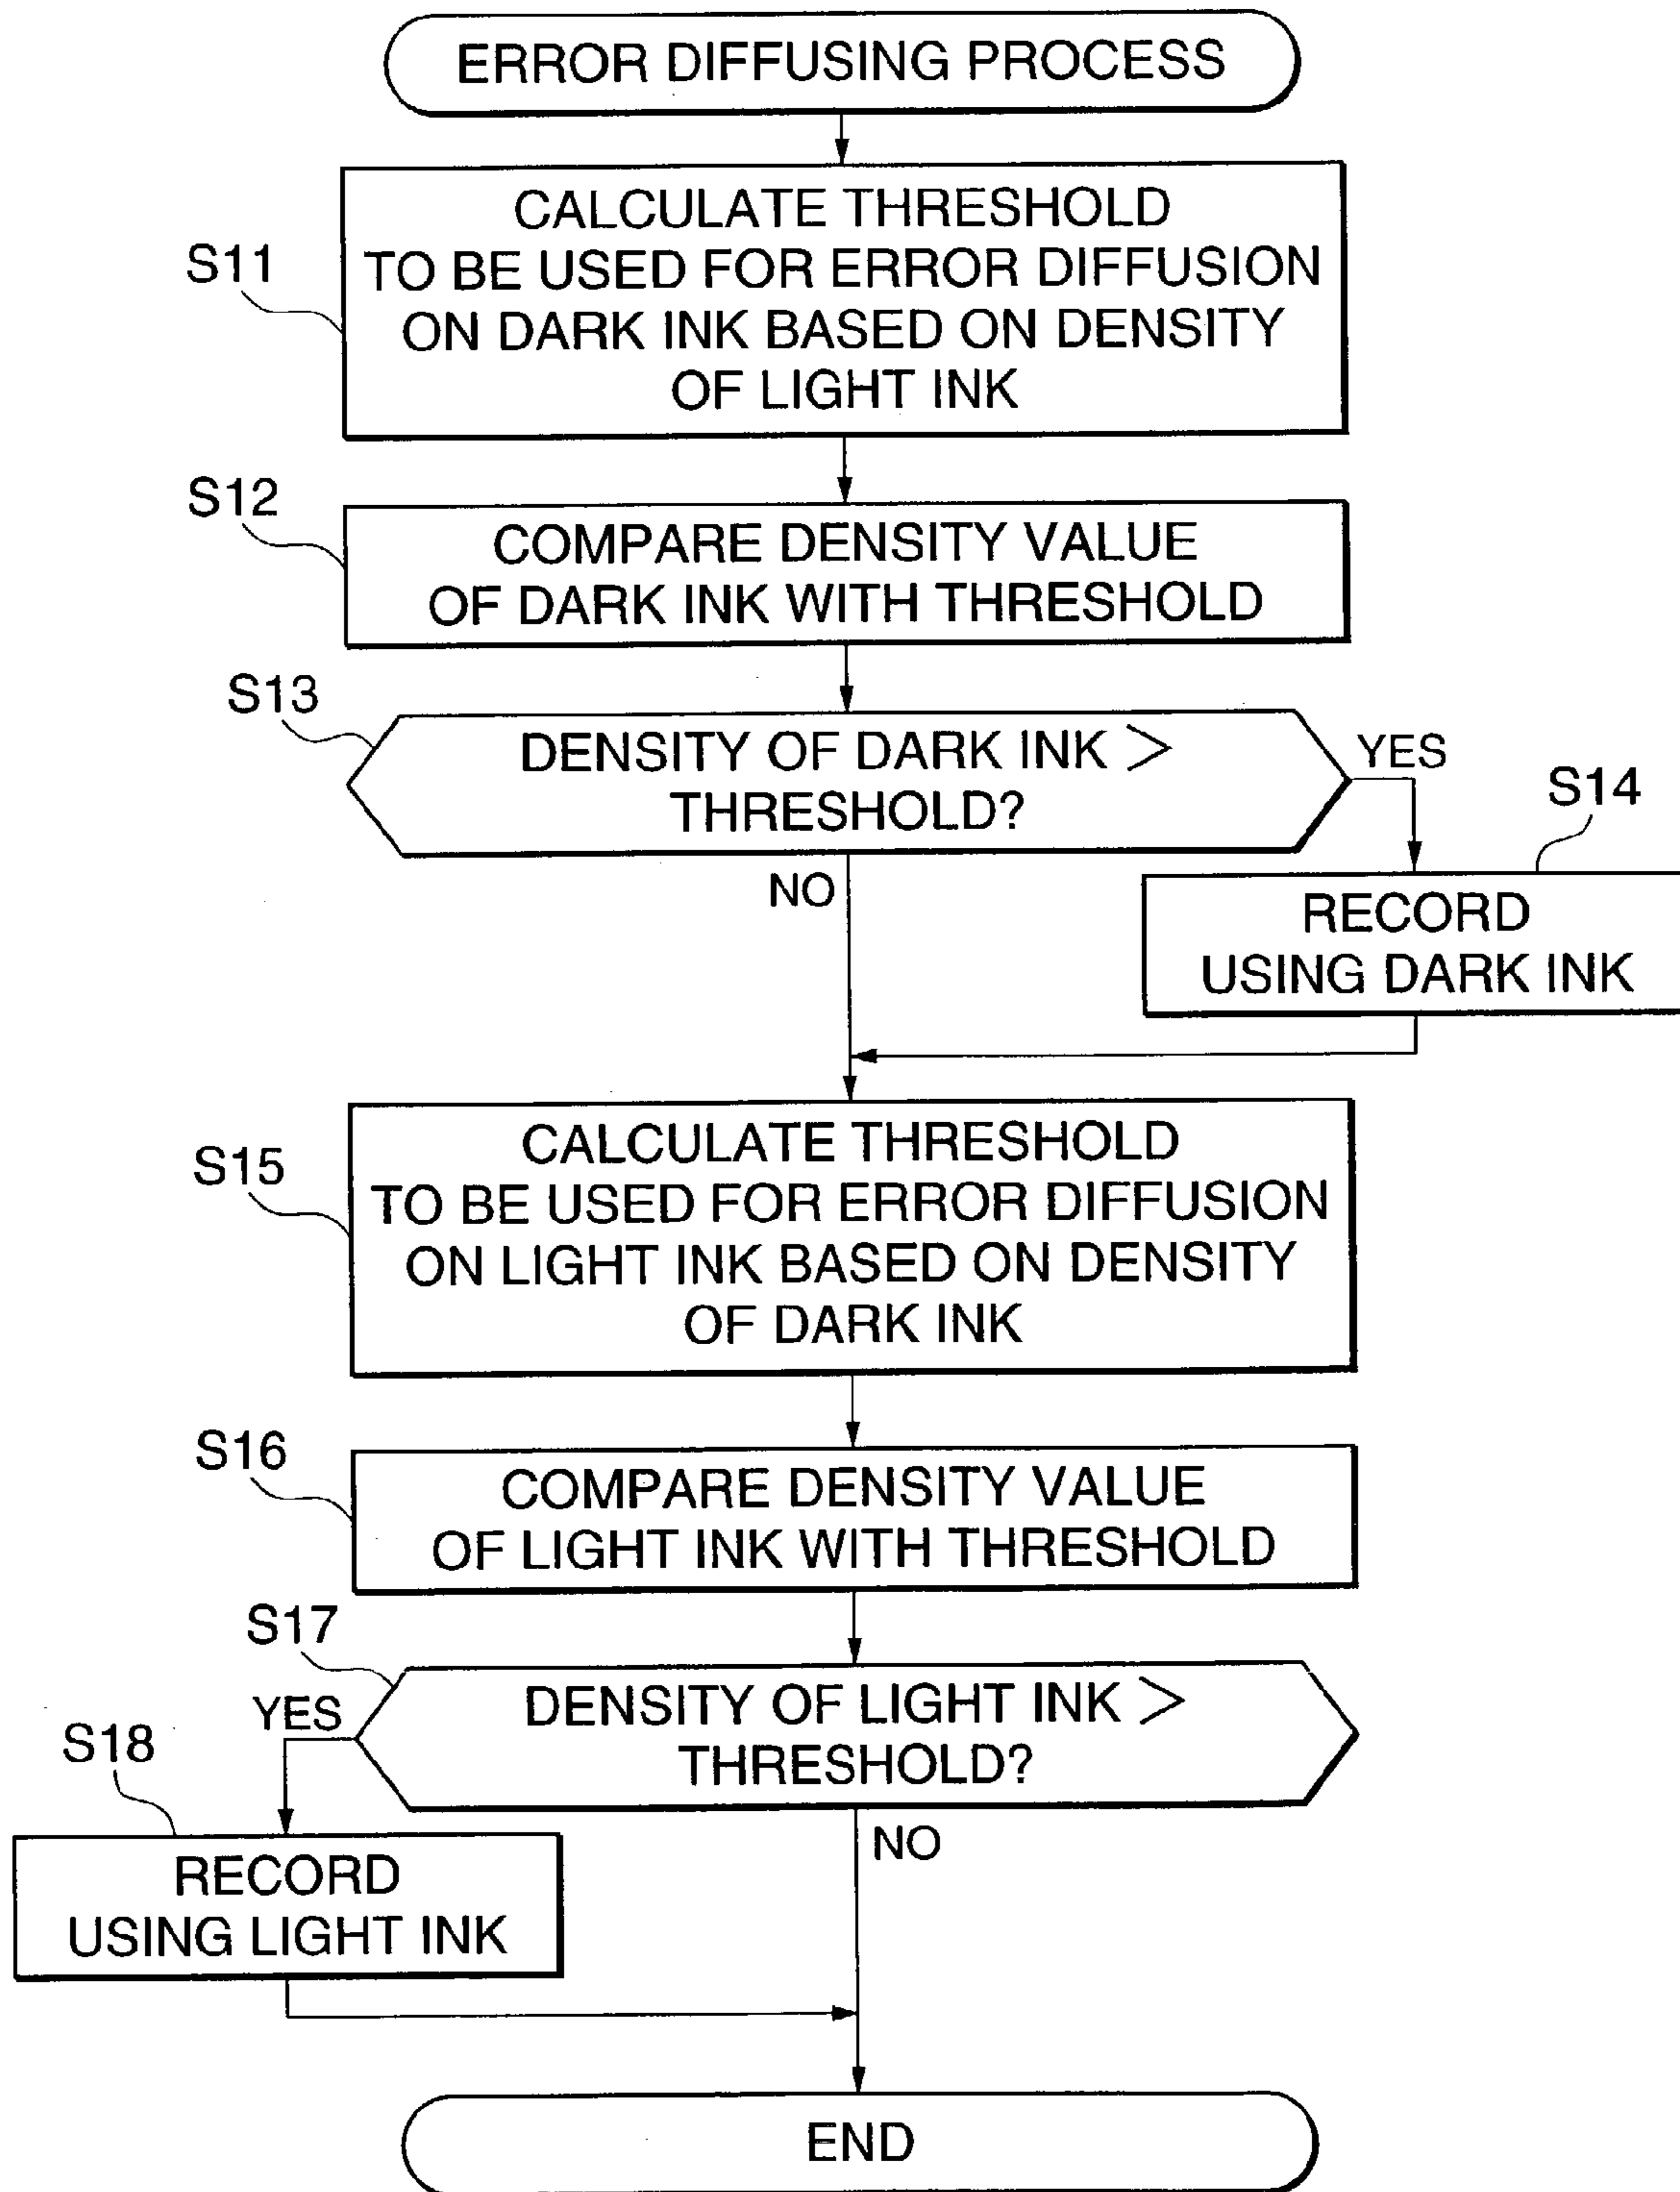 ERROR DIFFUSING PROCESS
S11
CALCULATE THRESHOLD
TO BE USED FOR ERROR DIFFUSION
ON DARK INK BASED ON DENSITY
OF LIGHT INK
S12
COMPARE DENSITY VALUE
OF DARK INK WITH THRESHOLD
S13
DENSITY OF DARK INK >
THRESHOLD?
YES
NO
S14
RECORD
USING DARK INK
S15
CALCULATE THRESHOLD
TO BE USED FOR ERROR DIFFUSION
ON LIGHT INK BASED ON DENSITY
OF DARK INK
S16
COMPARE DENSITY VALUE
OF LIGHT INK WITH THRESHOLD
S17
DENSITY OF LIGHT INK >
THRESHOLD?
YES
NO
S18
RECORD
USING LIGHT INK
END